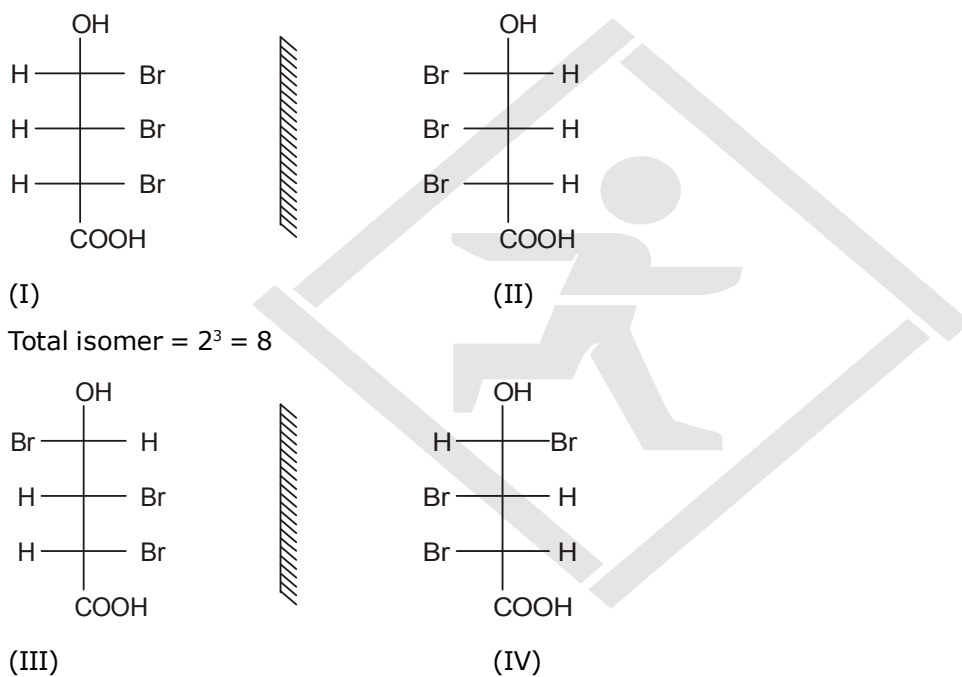 OH OH
H Br Br H
H Br Br H
H Br Br H
COOH COOH
(I) (II)
Total isomer = 2³ = 8
OH OH
Br H H Br
H Br Br H
H Br Br H
COOH COOH
(III) (IV)